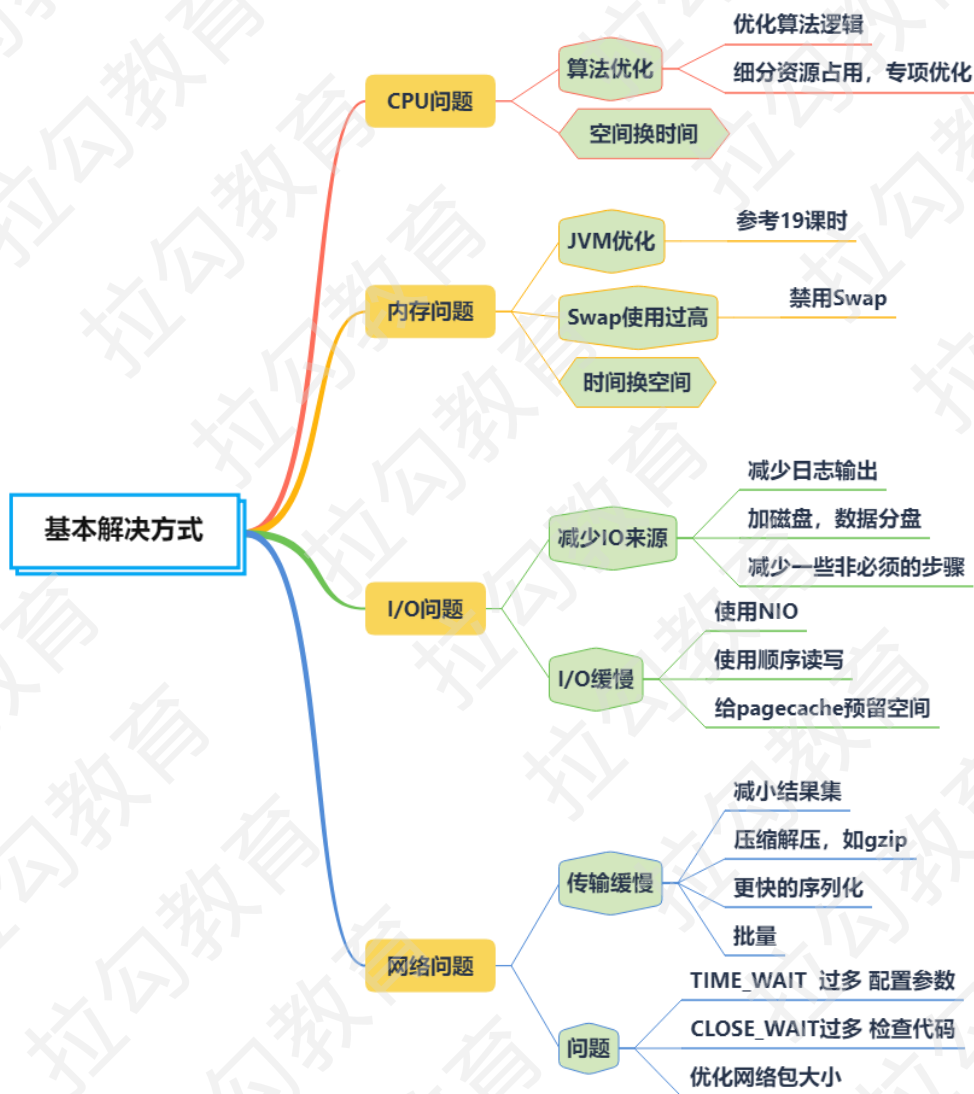 基本解决方式
CPU问题
算法优化
优化算法逻辑
细分资源占用，专项优化
空间换时间
内存问题
JVM优化
参考19课时
Swap使用过高
禁用Swap
时间换空间
I/O问题
减少IO来源
减少日志输出
加磁盘，数据分盘
减少一些非必须的步骤
I/O缓慢
使用NIO
使用顺序读写
给pagecache预留空间
网络问题
传输缓慢
减小结果集
压缩解压，如gzip
更快的序列化
批量
问题
TIME_WAIT 过多 配置参数
CLOSE_WAIT过多 检查代码
优化网络包大小
拉勾教育